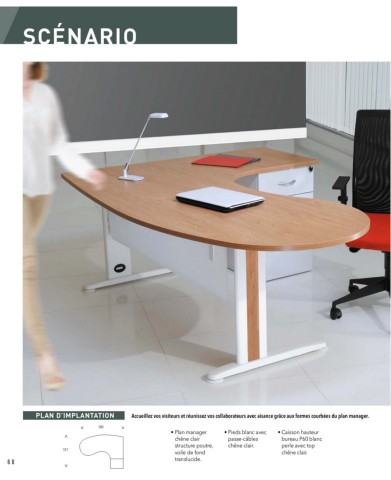 SCÉNARIO
PLAN D'IMPLANTATION
Accueillez vos visiteurs et réunissez vos collaborateurs avec aisance grâce aux formes courbées du plan manager.
• Plan manager
chêne clair
structure poutre,
voile de fond
translucide.
• Pieds blanc avec
passe-câbles
chêne clair.
• Caisson hauteur
bureau P60 blanc
perle avec top
chêne clair.
68